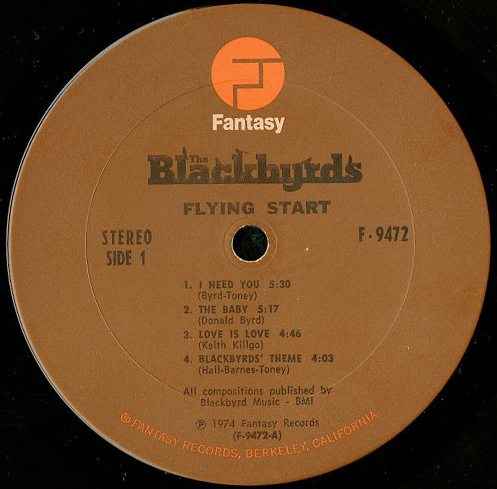 Fantasy
The
Blackbyrds
FLYING START
STEREO
SIDE 1
F-9472
1. I NEED YOU 5:30
(Byrd-Toney)
2. THE BABY 5:17
(Donald Byrd)
3. LOVE IS LOVE 4:46
(Keith Killgo)
4. BLACKBYRDS' THEME 4:03
(Hall-Barnes-Toney)
All compositions published by
Blackbyrd Music - BMI
℗ 1974 Fantasy Records
(F-9472-A)
® FANTASY RECORDS, BERKELEY, CALIFORNIA